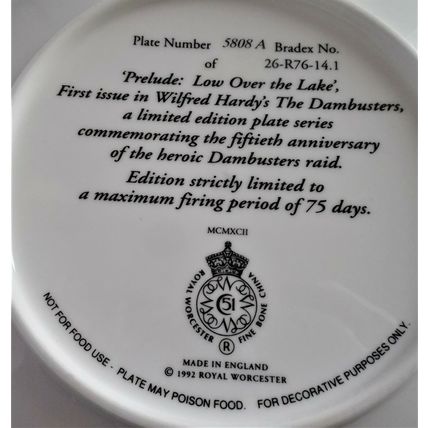 Plate Number 5808 A Bradex No.
of 26-R76-14.1
'Prelude: Low Over the Lake',
First issue in Wilfred Hardy's The Dambusters,
a limited edition plate series
commemorating the fiftieth anniversary
of the heroic Dambusters raid.
Edition strictly limited to
a maximum firing period of 75 days.
MCMXCII
ROYAL WORCESTER FINE BONE CHINA
51
R
MADE IN ENGLAND
© 1992 ROYAL WORCESTER
NOT FOR FOOD USE - PLATE MAY POISON FOOD. FOR DECORATIVE PURPOSES ONLY.